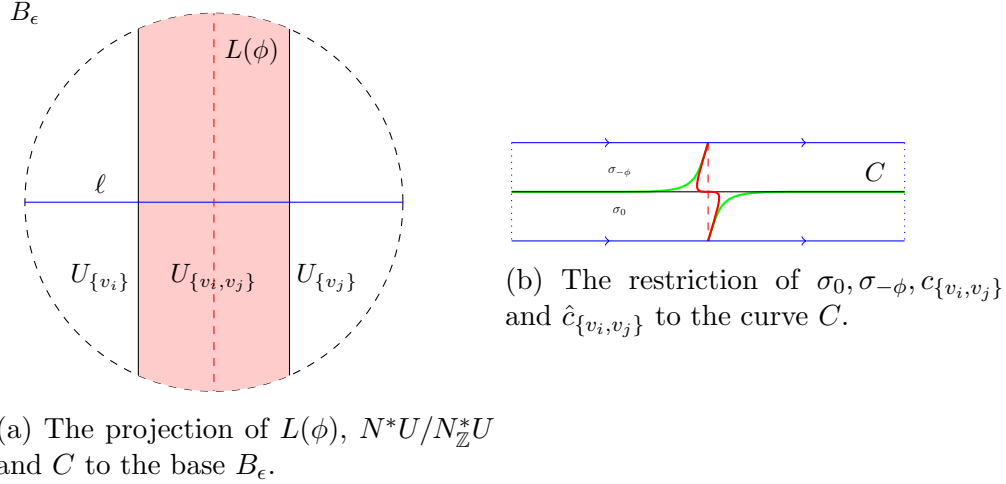 B_ϵ
L(ϕ)
ℓ
U_{v_i} U_{v_i,v_j} U_{v_j}
(a) The projection of L(ϕ), N*U/N*_ℤU
and C to the base B_ϵ.
σ_{-ϕ}
C
σ_0
(b) The restriction of σ_0, σ_{-ϕ}, c_{v_i,v_j}
and ĉ_{v_i,v_j} to the curve C.